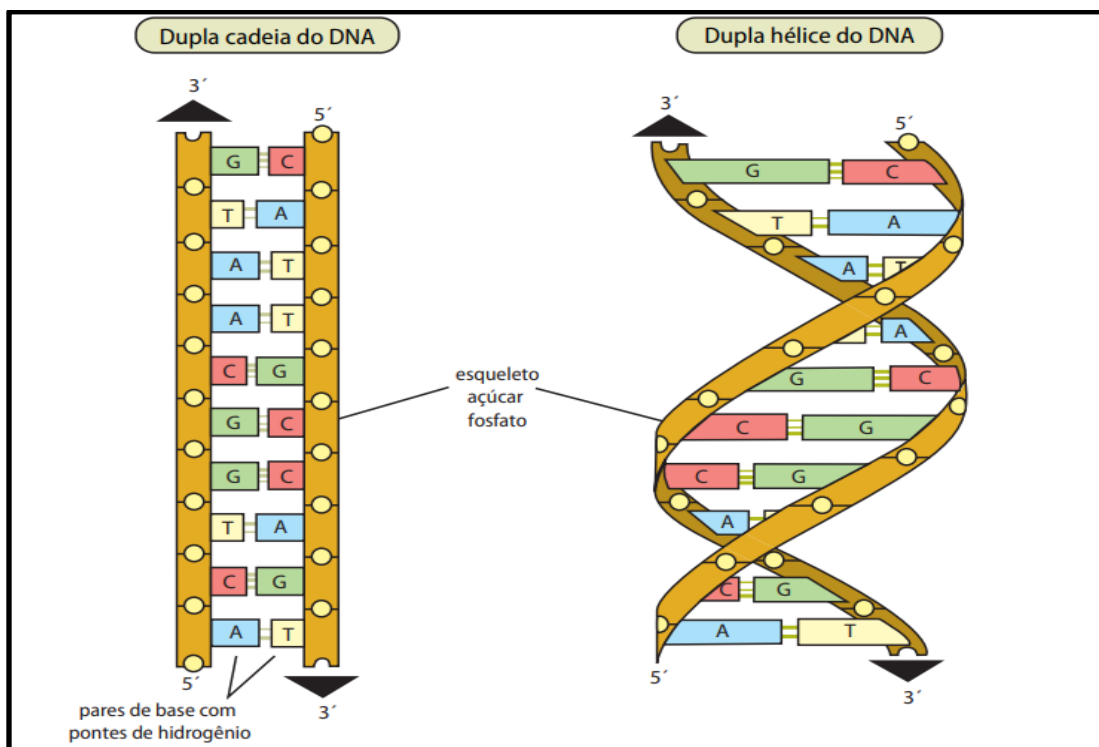 Dupla cadeia do DNA
3´
5´
G C
T A
A T
A T
C G
G C
G C
T A
C G
A T
5´
3´
pares de base com
pontes de hidrogênio
esqueleto
açúcar
fosfato
Dupla hélice do DNA
3´
5´
G C
T A
A T
A
G C
C G
C G
A
C G
A T
5´
3´